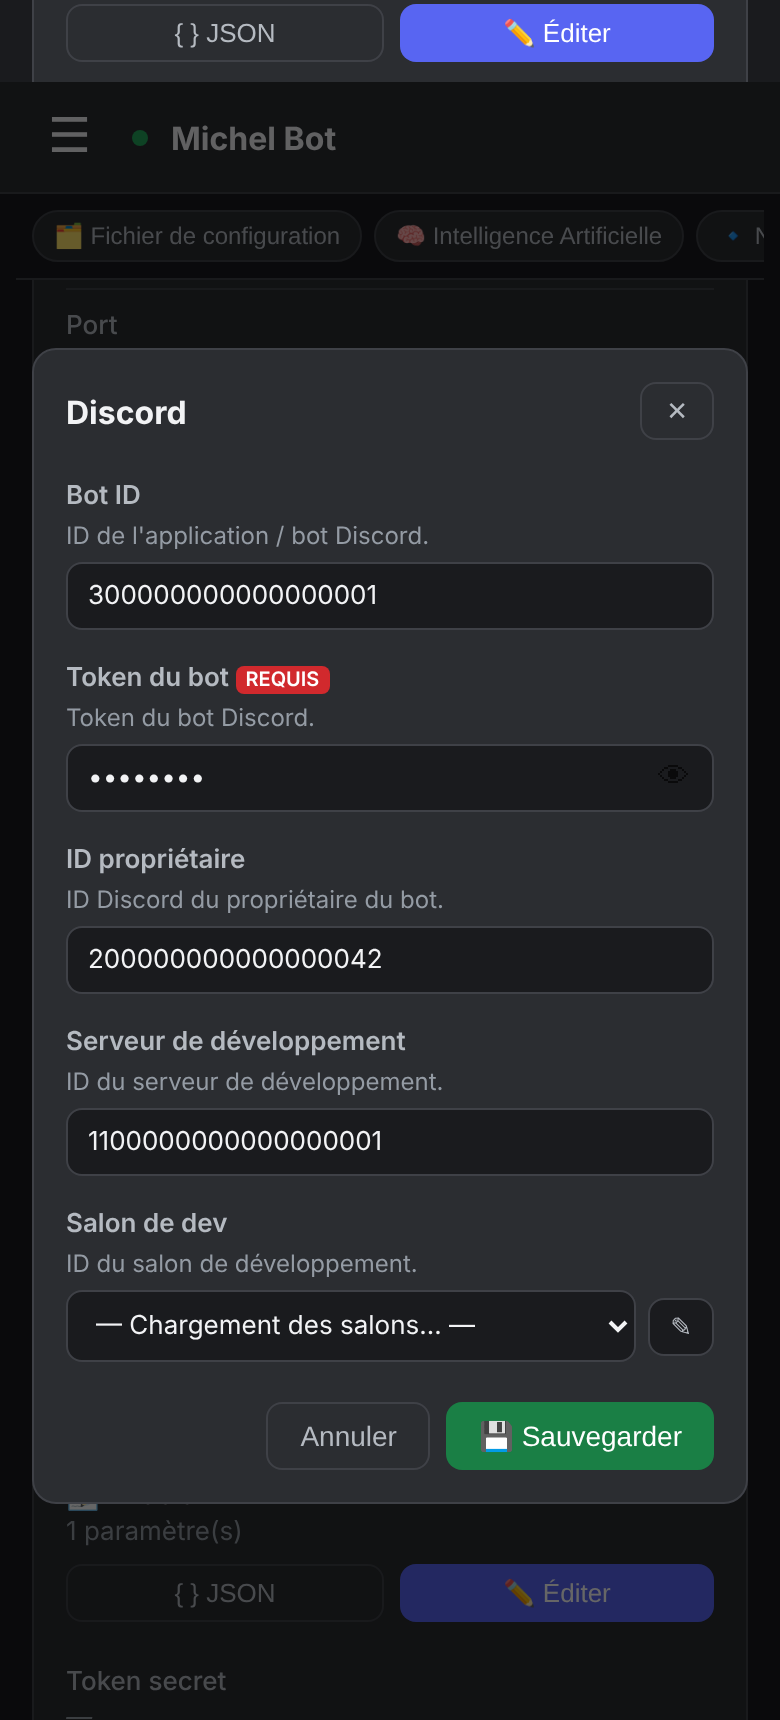 { } JSON
✏️ Éditer
☰ Michel Bot
🗂️ Fichier de configuration
🧠 Intelligence Artificielle
Port
Discord
✕
Bot ID
ID de l'application / bot Discord.
300000000000000001
Token du bot REQUIS
Token du bot Discord.
••••••••
ID propriétaire
ID Discord du propriétaire du bot.
200000000000000042
Serveur de développement
ID du serveur de développement.
1100000000000000001
Salon de dev
ID du salon de développement.
— Chargement des salons... —
✎
Annuler
💾 Sauvegarder
1 paramètre(s)
{ } JSON
✏️ Éditer
Token secret